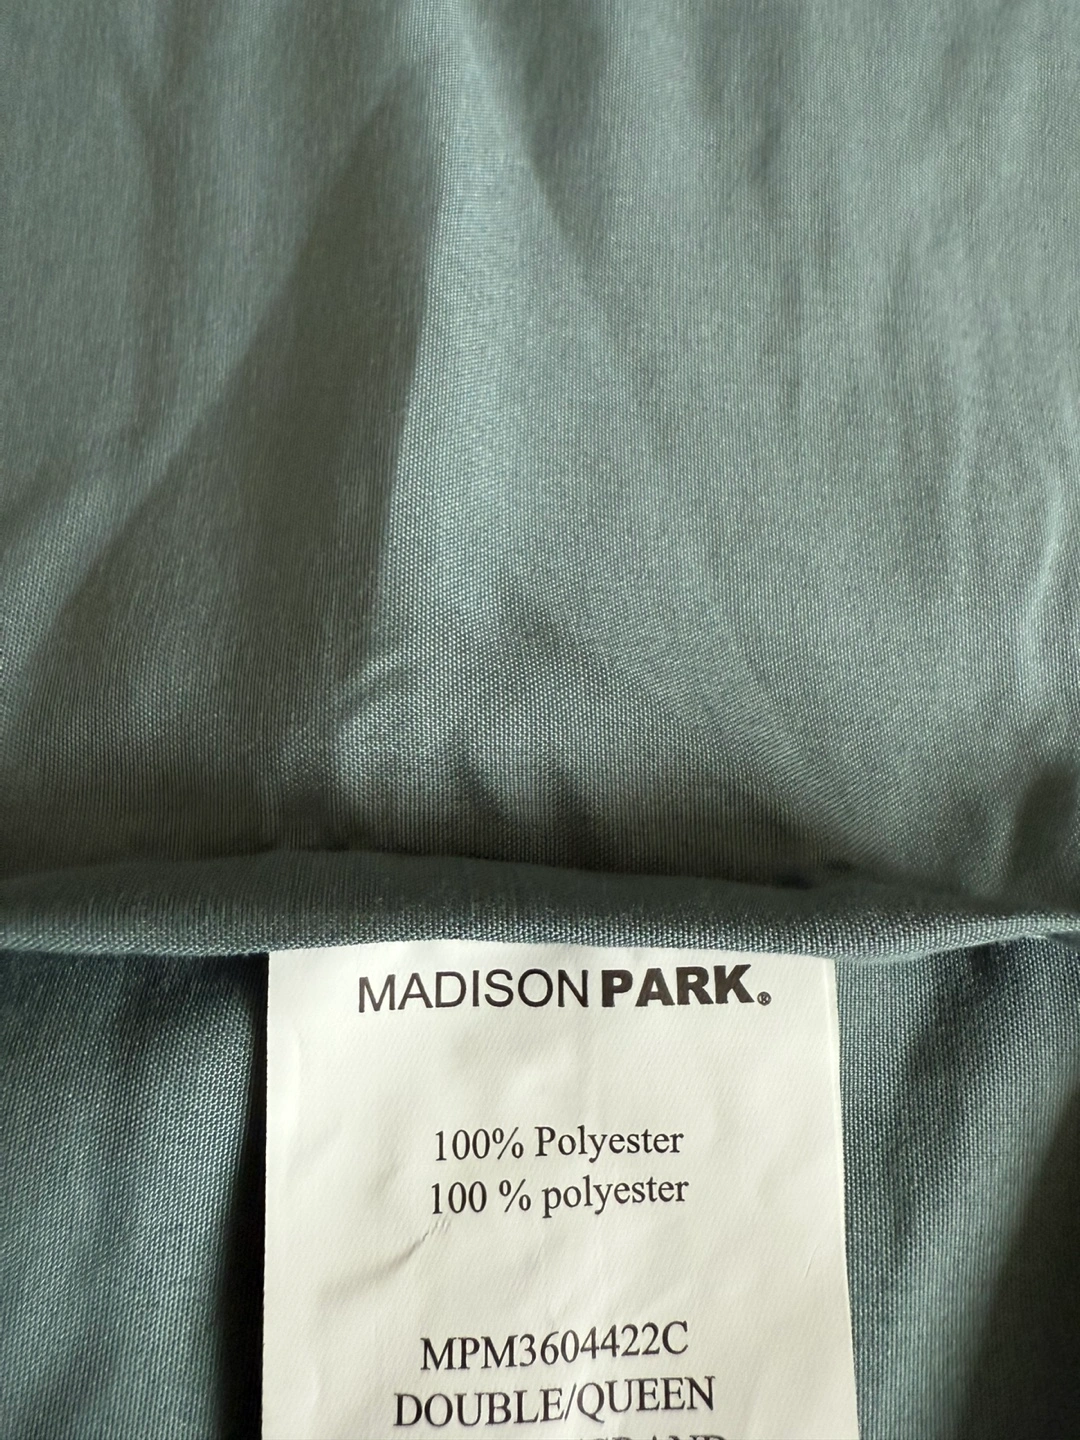 MADISON PARK®
100% Polyester
100 % polyester
MPM3604422C
DOUBLE/QUEEN